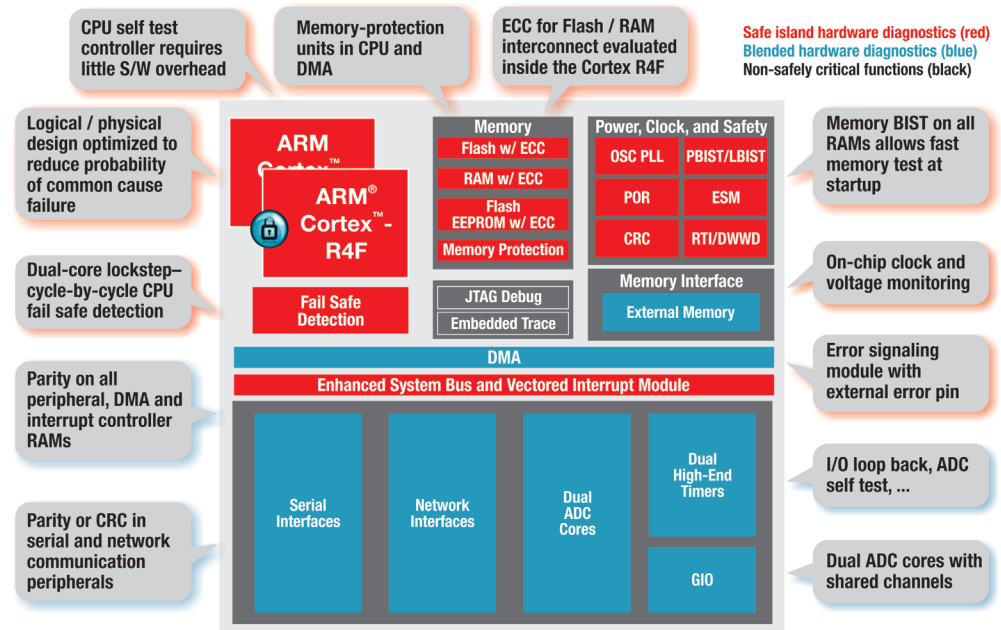 CPU self test
controller requires
little S/W overhead
Memory-protection
units in CPU and
DMA
ECC for Flash / RAM
interconnect evaluated
inside the Cortex R4F
Safe island hardware diagnostics (red)
Blended hardware diagnostics (blue)
Non-safely critical functions (black)
Logical / physical
design optimized to
reduce probability
of common cause
failure
Dual-core lockstep–
cycle-by-cycle CPU
fail safe detection
Parity on all
peripheral, DMA and
interrupt controller
RAMs
Parity or CRC in
serial and network
communication
peripherals
ARM
Cortex™
ARM®
Cortex™-
R4F
Fail Safe
Detection
Memory
Flash w/ ECC
RAM w/ ECC
Flash
EEPROM w/ ECC
Memory Protection
JTAG Debug
Embedded Trace
Power, Clock, and Safety
OSC PLL
PBIST/LBIST
POR
ESM
CRC
RTI/DWWD
Memory Interface
External Memory
DMA
Enhanced System Bus and Vectored Interrupt Module
Serial
Interfaces
Network
Interfaces
Dual
ADC
Cores
Dual
High-End
Timers
GIO
Memory BIST on all
RAMs allows fast
memory test at
startup
On-chip clock and
voltage monitoring
Error signaling
module with
external error pin
I/O loop back, ADC
self test, ...
Dual ADC cores with
shared channels